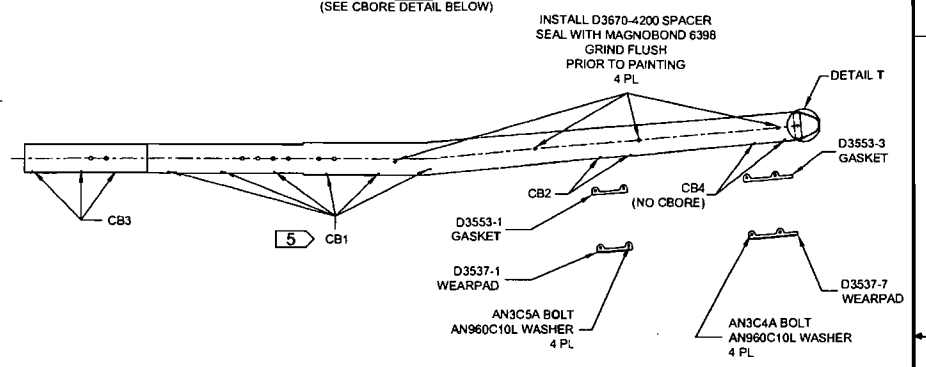 (SEE CBORE DETAIL BELOW)
INSTALL D3670-4200 SPACER
SEAL WITH MAGNOBOND 6398
GRIND FLUSH
PRIOR TO PAINTING
4 PL
DETAIL T
D3553-3
GASKET
CB3
5
CB1
CB2
CB4
(NO CBORE)
D3553-1
GASKET
D3537-1
WEARPAD
D3537-7
WEARPAD
AN3C5A BOLT
AN960C10L WASHER
4 PL
AN3C4A BOLT
AN960C10L WASHER
4 PL